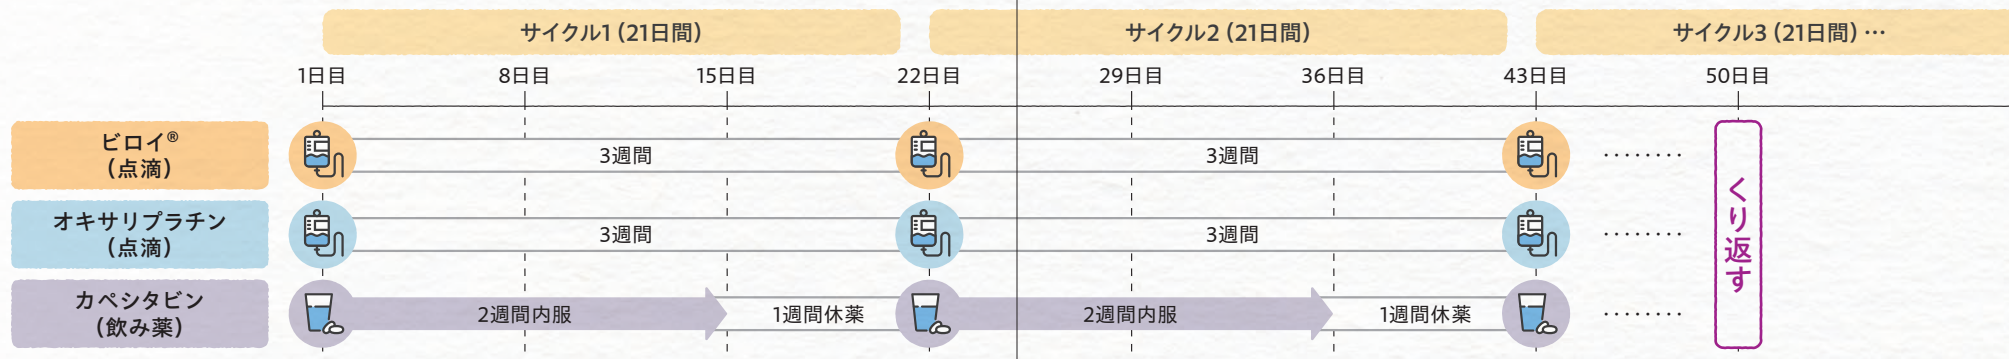 サイクル1（21日間）
サイクル2（21日間）
サイクル3（21日間）…
1日目
8日目
15日目
22日目
29日目
36日目
43日目
50日目
ビロイ®
（点滴）
3週間
3週間
········
オキサリプラチン
（点滴）
3週間
3週間
········
カペシタビン
（飲み薬）
2週間内服
1週間休薬
2週間内服
1週間休薬
········
くり返す